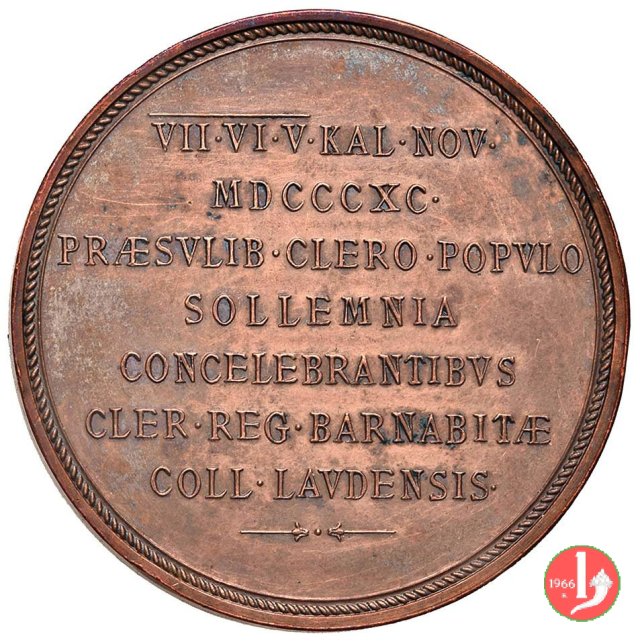 VII·VI·V·KAL·NOV·
MDCCCXC·
PRÆSVLIB·CLERO·POPVLO
SOLLEMNIA
CONCELEBRANTIBVS
CLER·REG·BARNABITÆ
COLL·LAVDENSIS·
1966